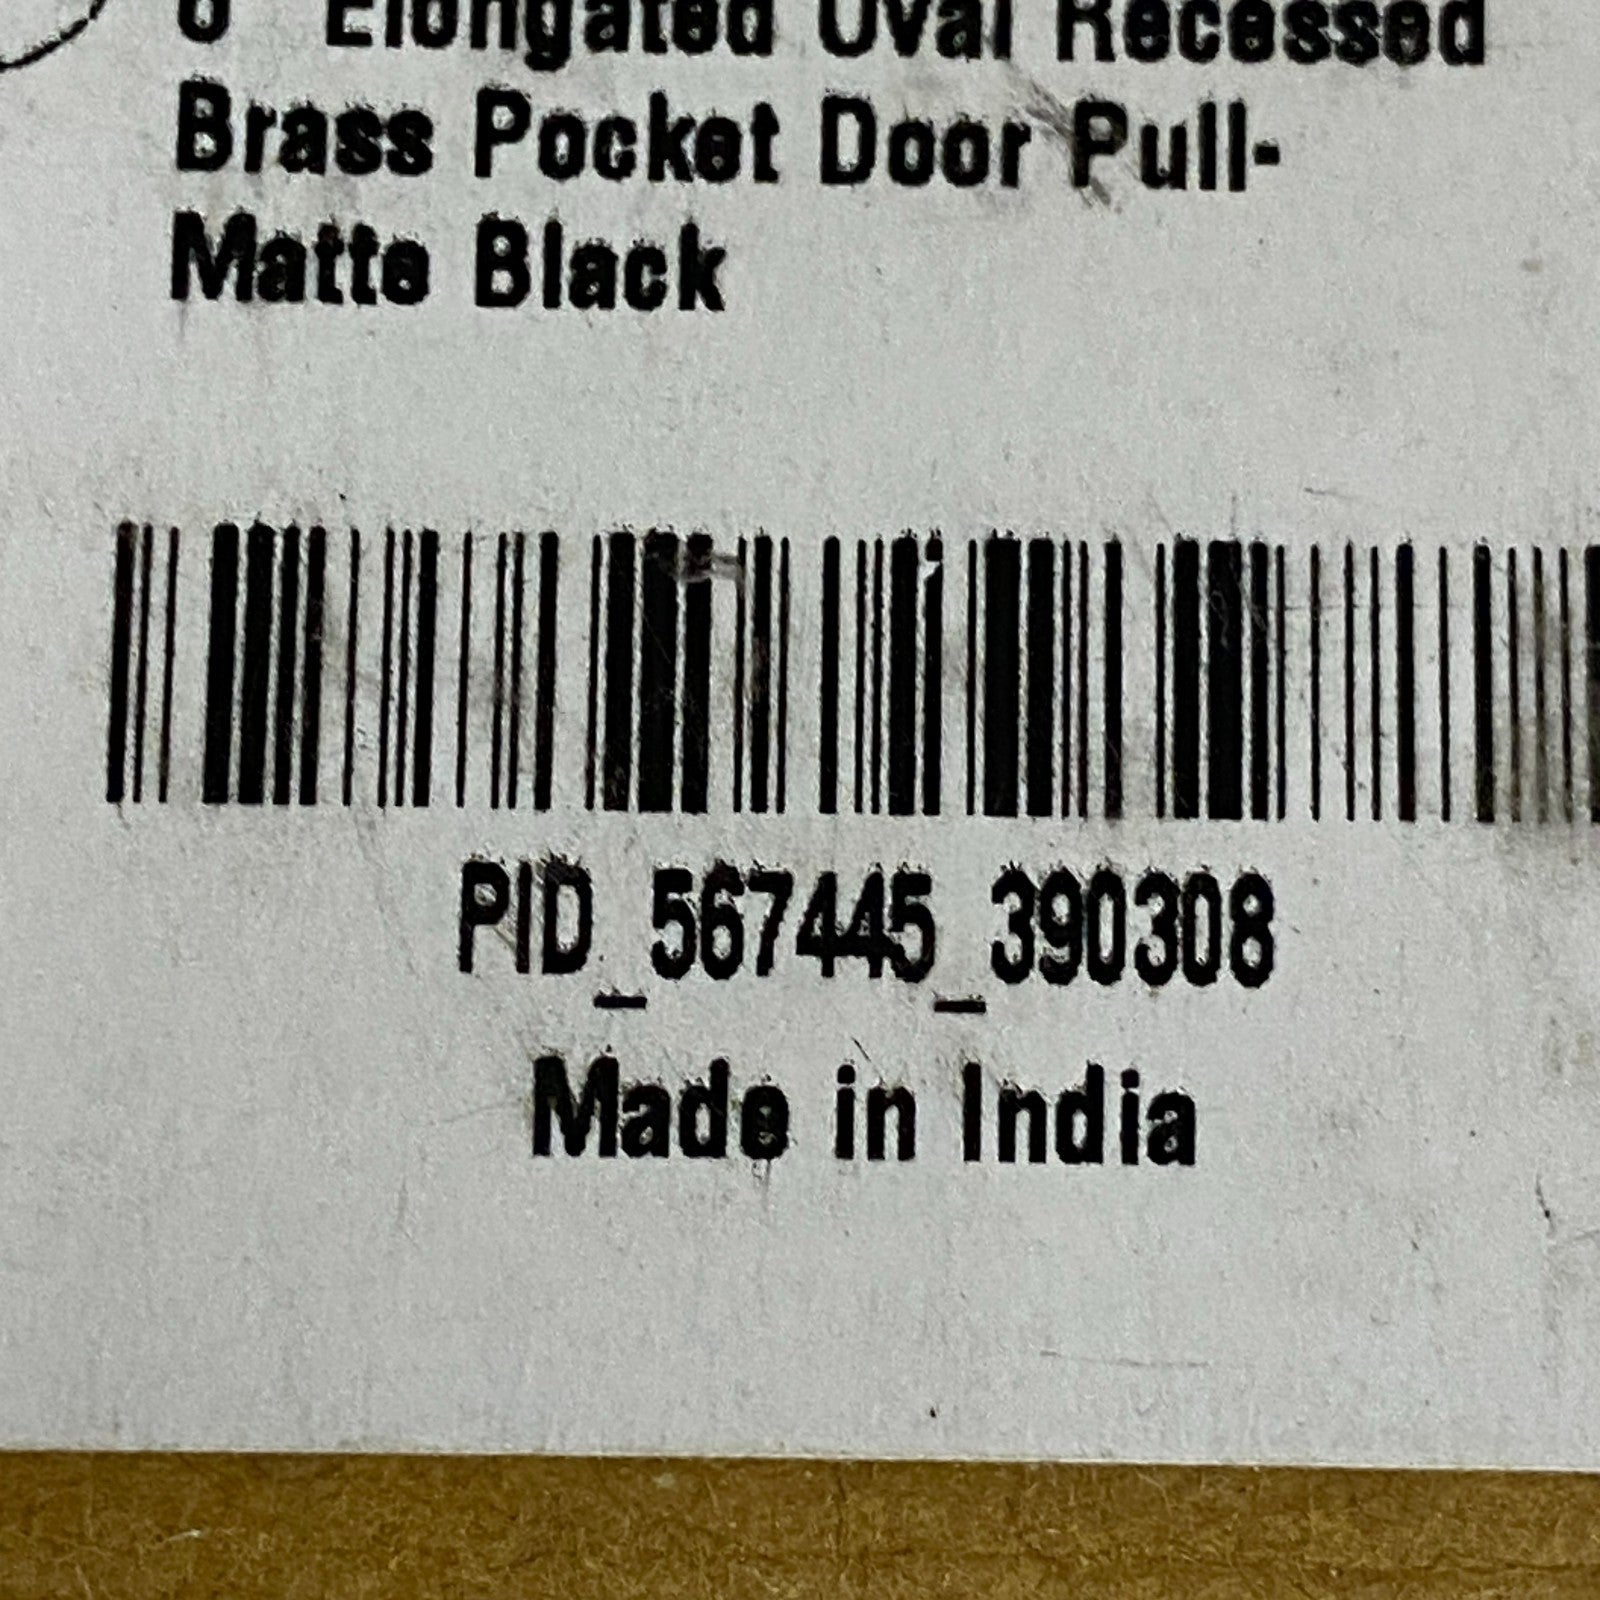 Elongated Oval Recessed
Brass Pocket Door Pull-
Matte Black
PID_567445_390308
Made in India